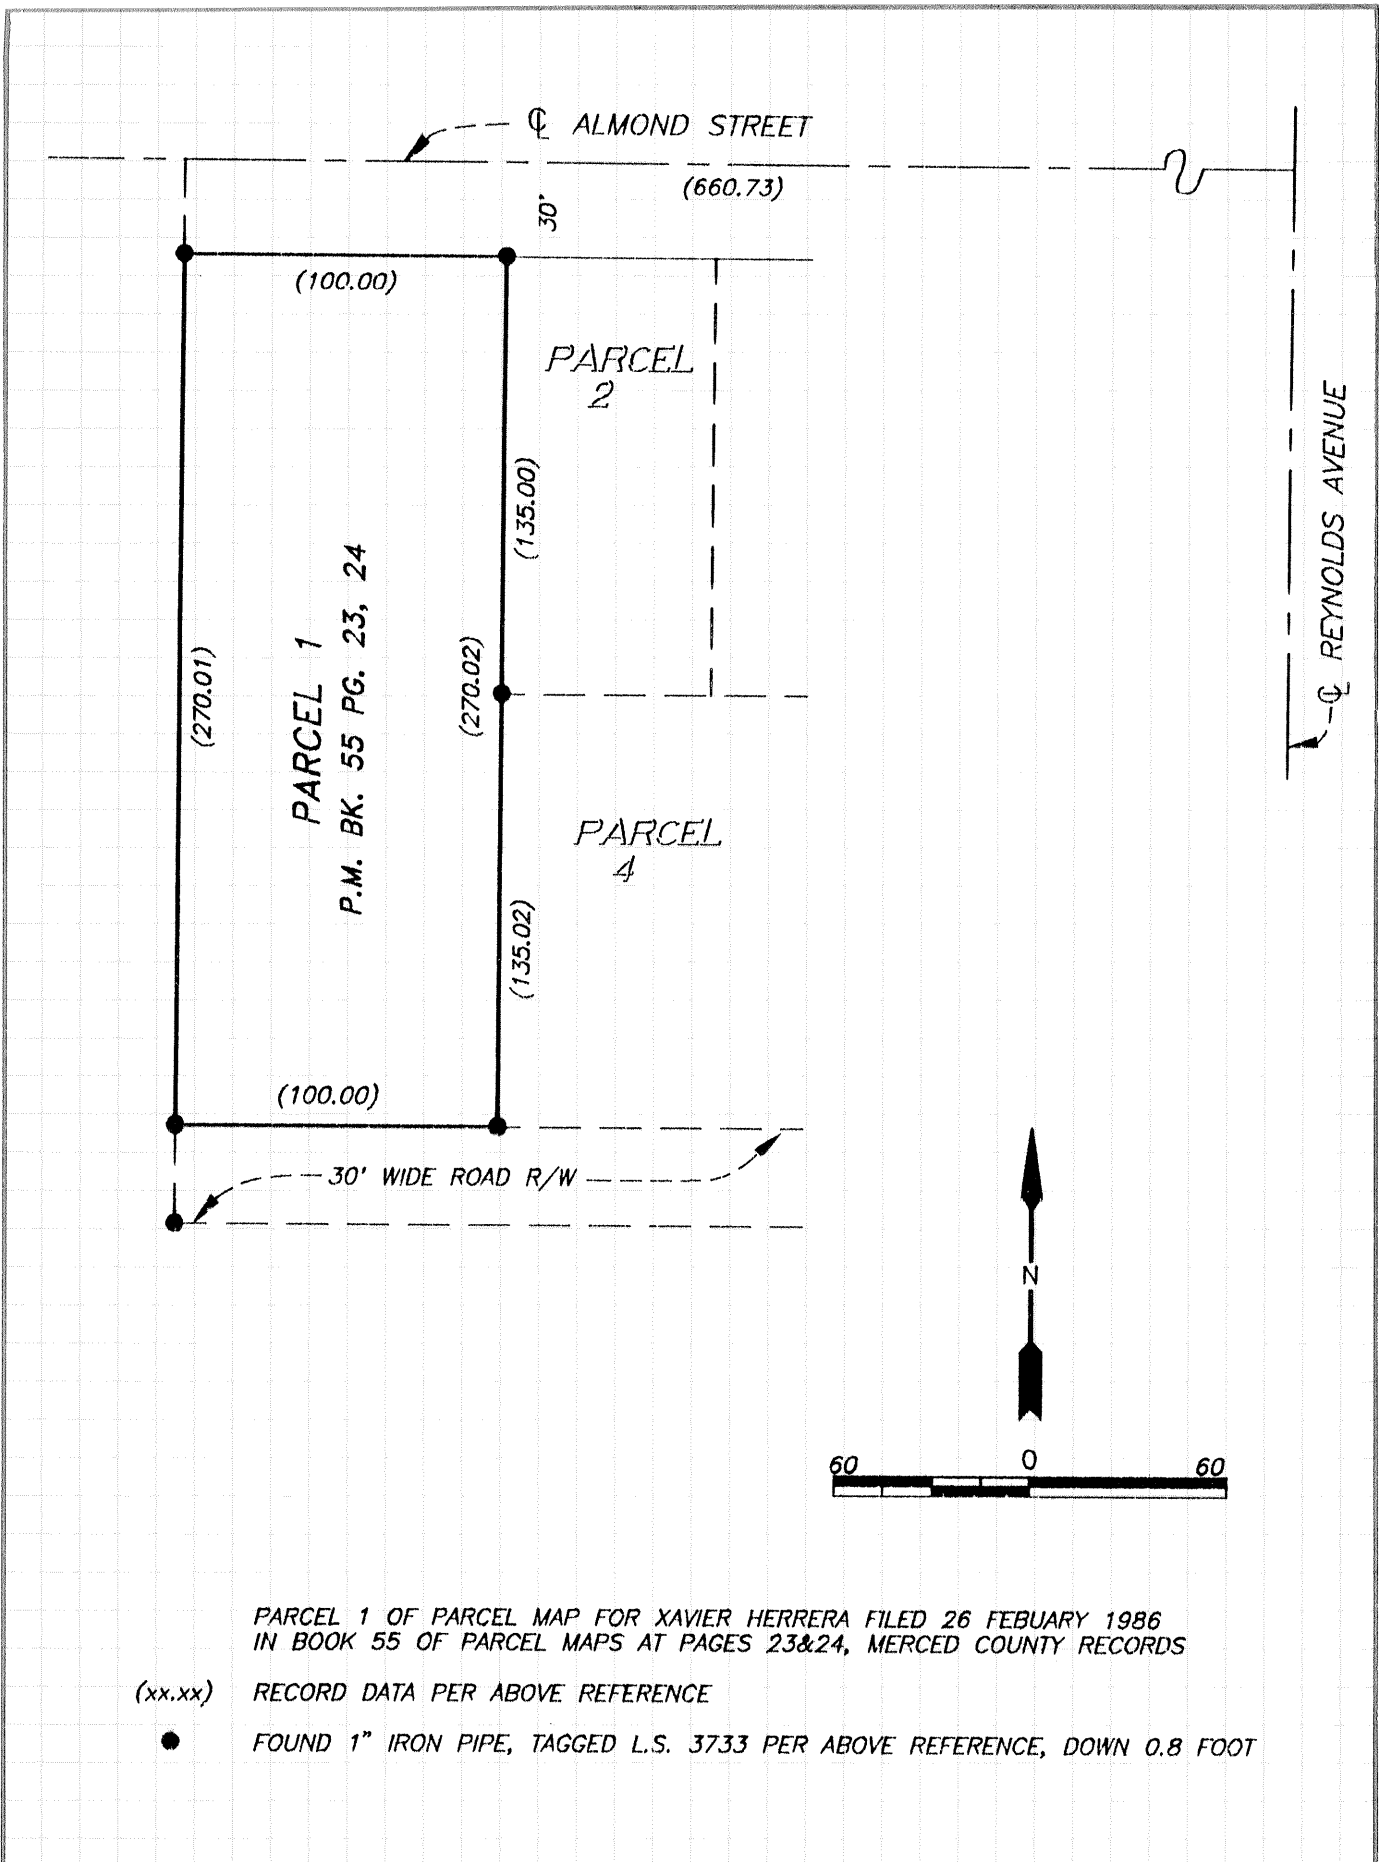 ℄ ALMOND STREET
(660.73)
30'
(100.00)
PARCEL
2
(135.00)
℄ REYNOLDS AVENUE
(270.01)
PARCEL 1
P.M. BK. 55 PG. 23, 24
(270.02)
PARCEL
4
(135.02)
(100.00)
30' WIDE ROAD R/W
N
60 0 60
PARCEL 1 OF PARCEL MAP FOR XAVIER HERRERA FILED 26 FEBUARY 1986
IN BOOK 55 OF PARCEL MAPS AT PAGES 23&24, MERCED COUNTY RECORDS
(xx.xx) RECORD DATA PER ABOVE REFERENCE
FOUND 1" IRON PIPE, TAGGED L.S. 3733 PER ABOVE REFERENCE, DOWN 0.8 FOOT